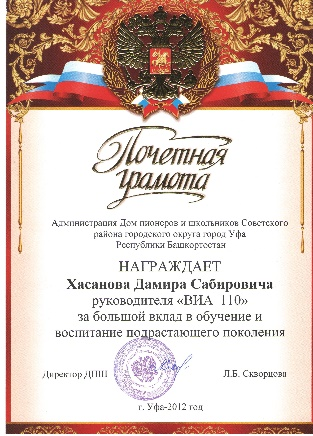 Почетная
грамота
Администрация Дом пионеров и школьников Советского
района городского округа город Уфа
Республики Башкортостан
НАГРАЖДАЕТ
Хасанова Дамира Сабировича
руководителя «ВИА 110»
за большой вклад в обучение и
воспитание подрастающего поколения
Директор ДПШ Л.Б. Скворцова
г. Уфа-2012 год